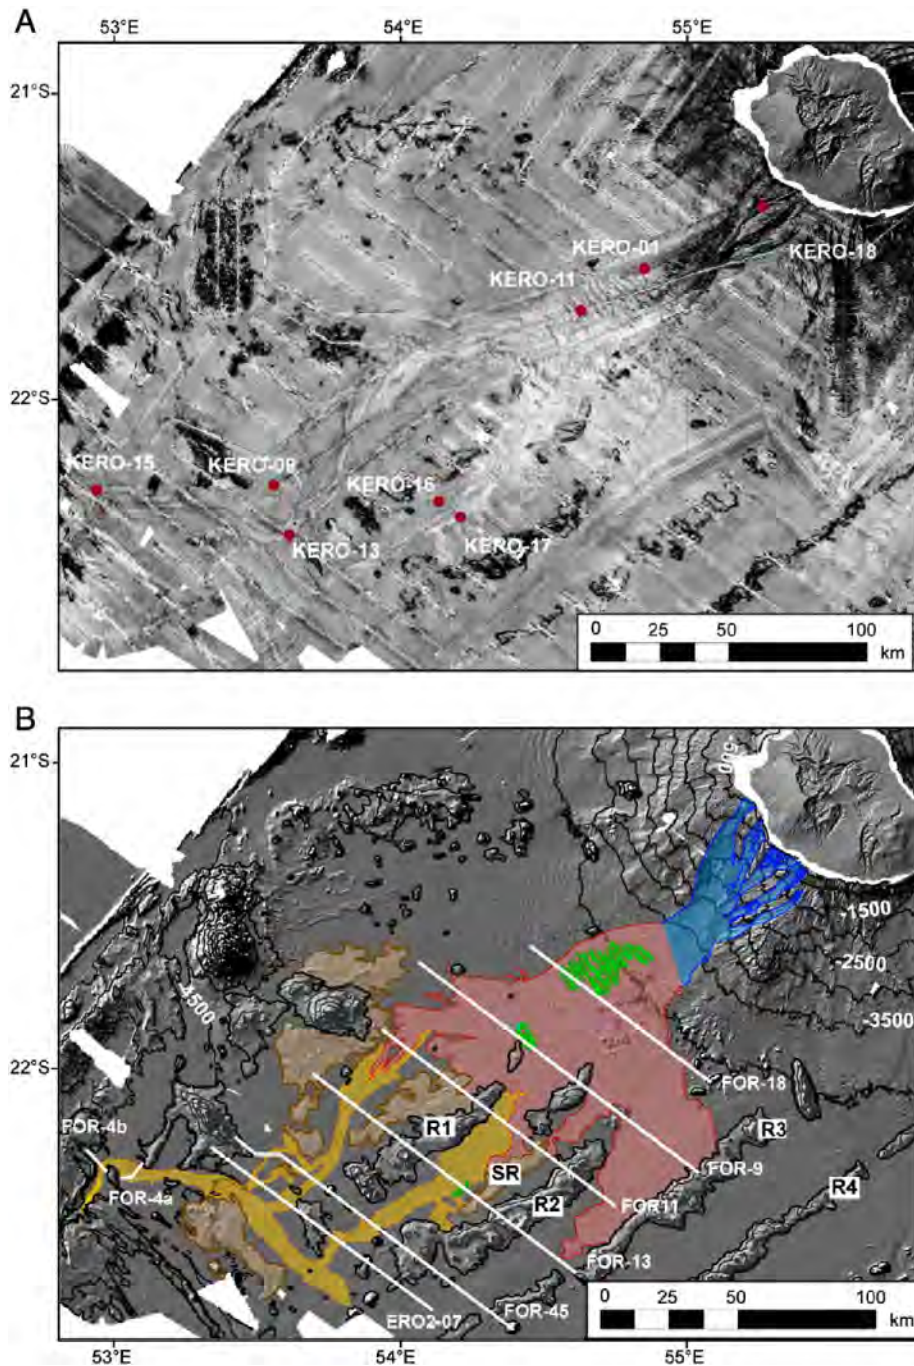 A
53°E 54°E 55°E
21°S
KERO-01
KERO-18
KERO-11
22°S
KERO-15
KERO-09
KERO-16
KERO-13
KERO-17
0 25 50 100
km
B
21°S
500
-1500
-2500
-4500
-3500
22°S
FOR-18
FOR-4b
R1
R3
FOR-9
SR
FOR-4a
R4
R2
FOR11
FOR-13
FOR-45
ERO2-07
0 25 50 100
km
53°E 54°E 55°E